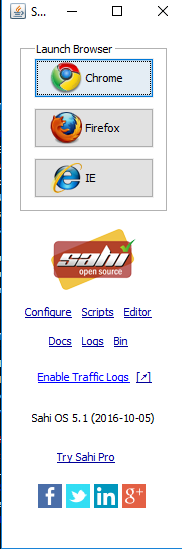 S...
Launch Browser
Chrome
Firefox
IE
sahi
open source
Configure Scripts Editor
Docs Logs Bin
Enable Traffic Logs [↗]
Sahi OS 5.1 (2016-10-05)
Try Sahi Pro
f
in
g+